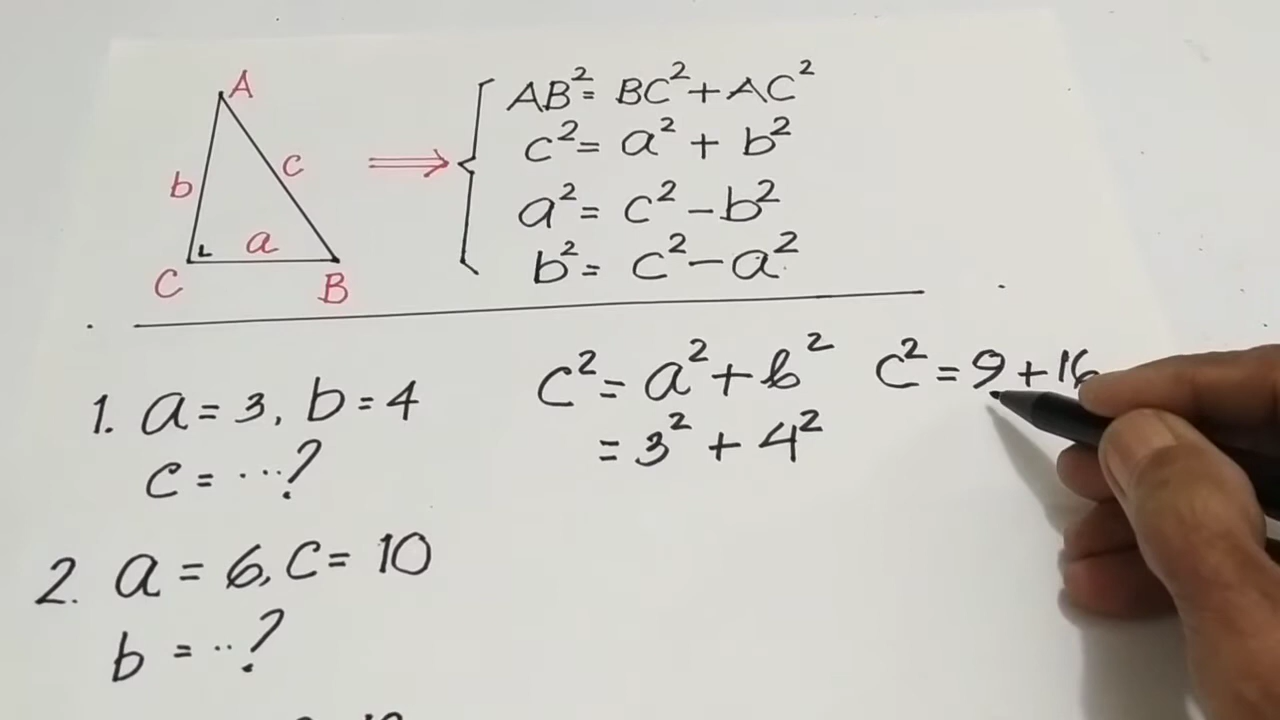 A
b
c
a
C
B
⟹
AB² = BC² + AC²
c² = a² + b²
a² = c² - b²
b² = c² - a²
1. a = 3, b = 4
c = ...?
c² = a² + b²
= 3² + 4²
c² = 9 + 16
2. a = 6, c = 10
b = ..?